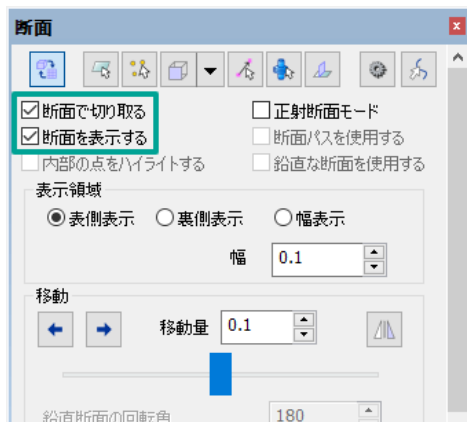 断面
断面で切り取る
正射断面モード
断面を表示する
断面パスを使用する
内部の点をハイライトする
鉛直な断面を使用する
表示領域
表側表示 裏側表示 幅表示
幅 0.1
移動
移動量 0.1
鉛直断面の回転角 180